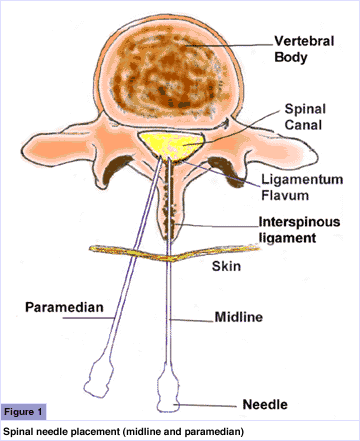 Vertebral
Body
Spinal
Canal
Ligamentum
Flavum
Interspinous
ligament
Skin
Paramedian
Midline
Needle
Figure 1
Spinal needle placement (midline and paramedian)